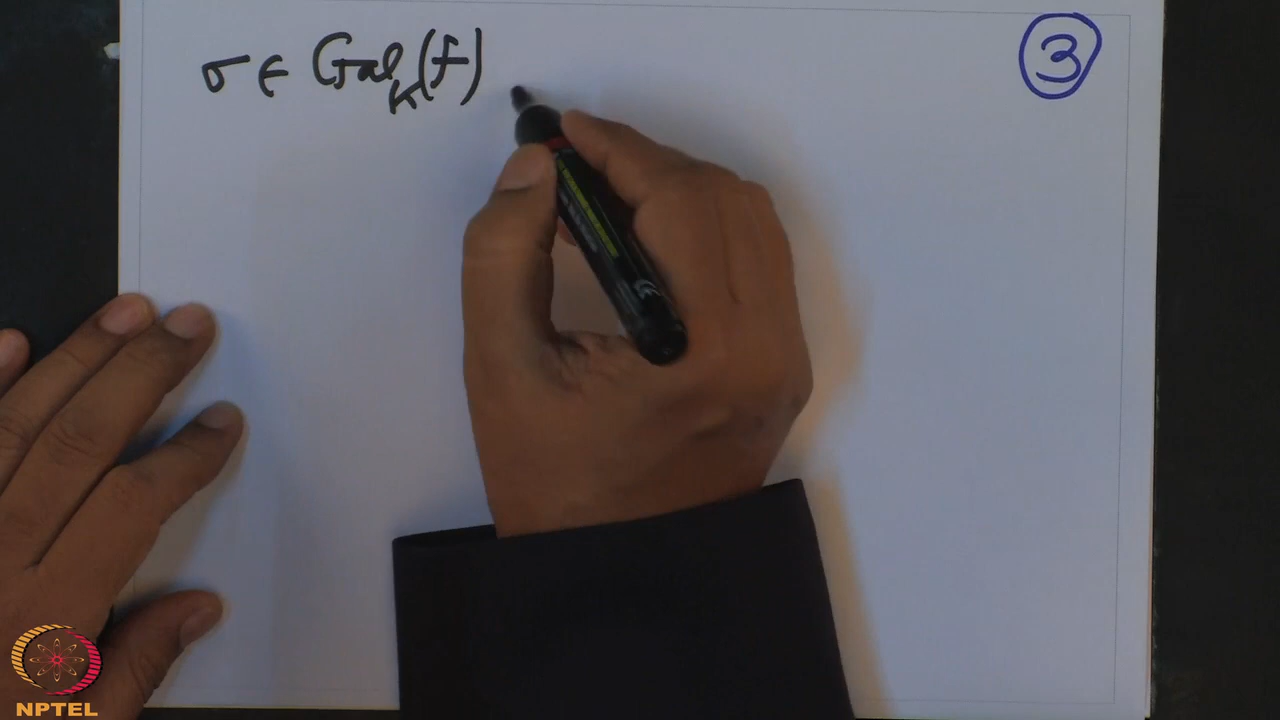 σ ∈ Gal_K(f)
3
NPTEL